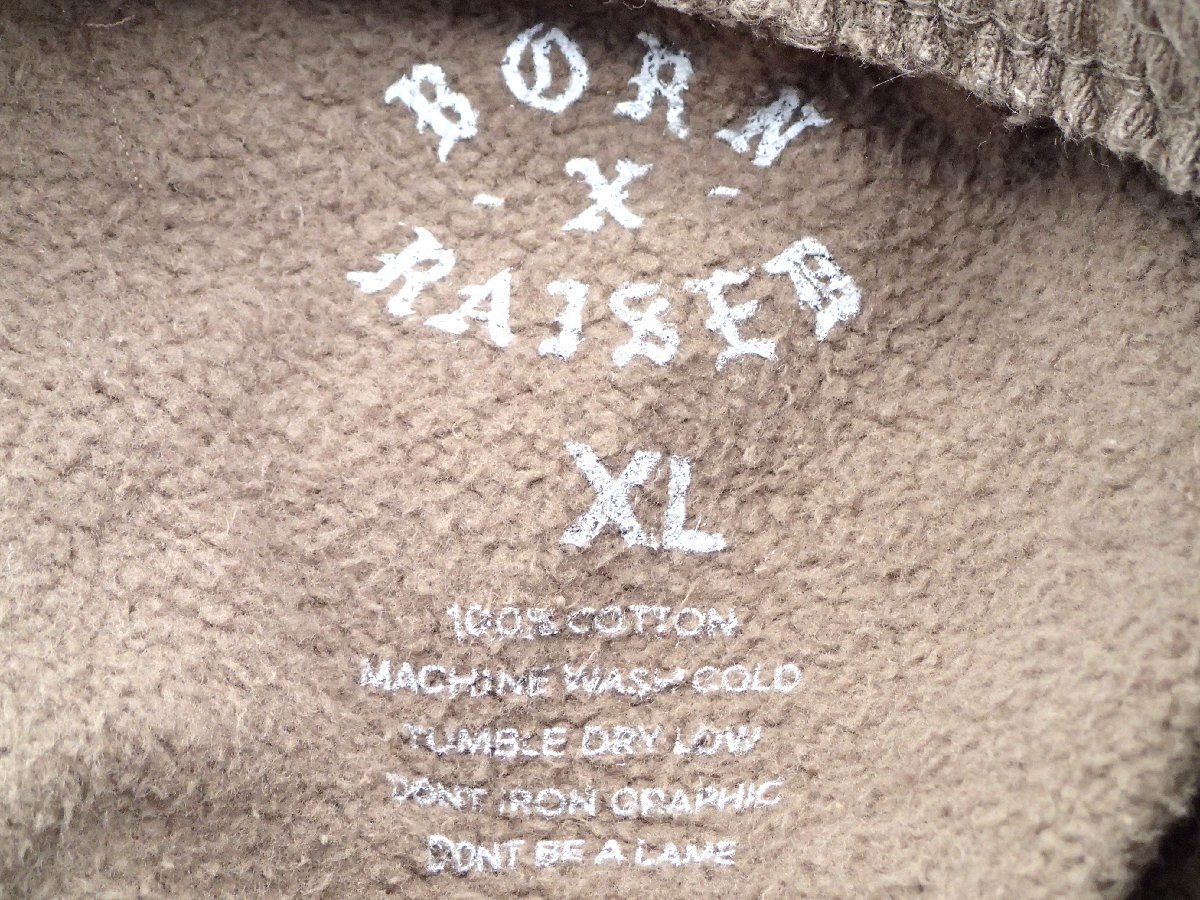 BORN
- X -
RAISED
XL
100% COTTON
MACHINE WASH COLD
TUMBLE DRY LOW
DONT IRON GRAPHIC
DONT BE A LAME